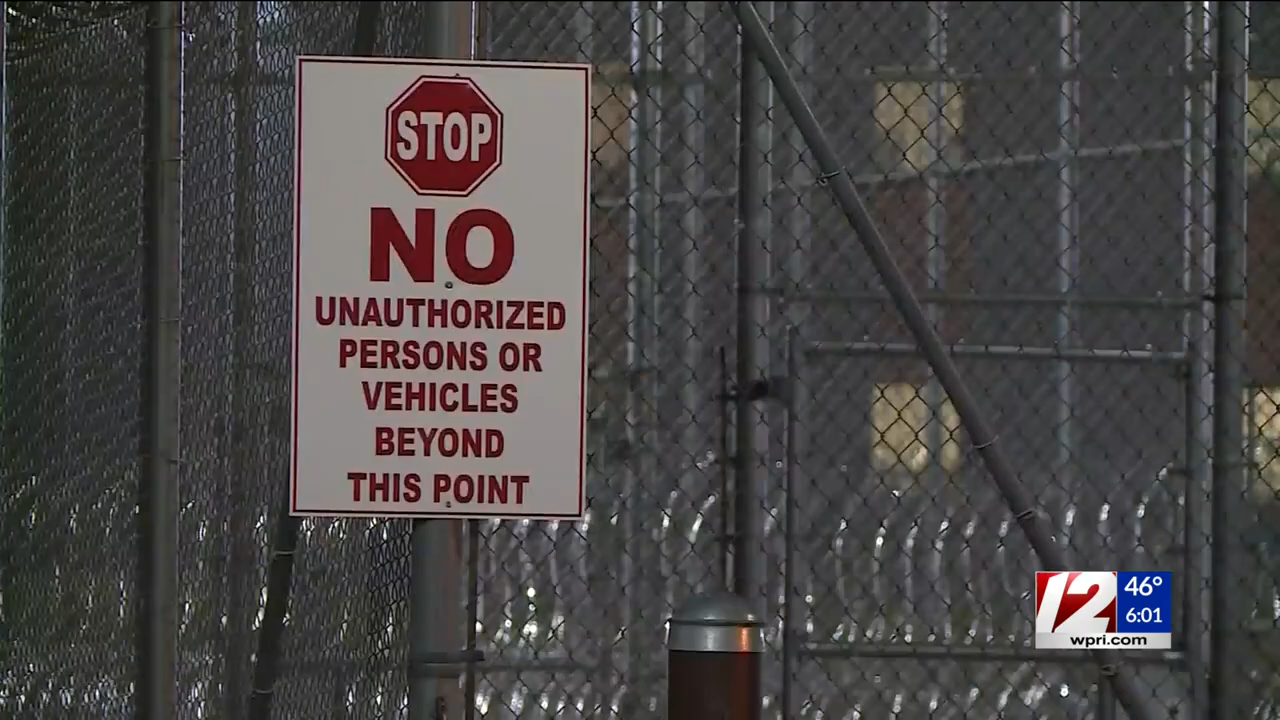 STOP
NO
UNAUTHORIZED
PERSONS OR
VEHICLES
BEYOND
THIS POINT
12
46°
6:01
wpri.com